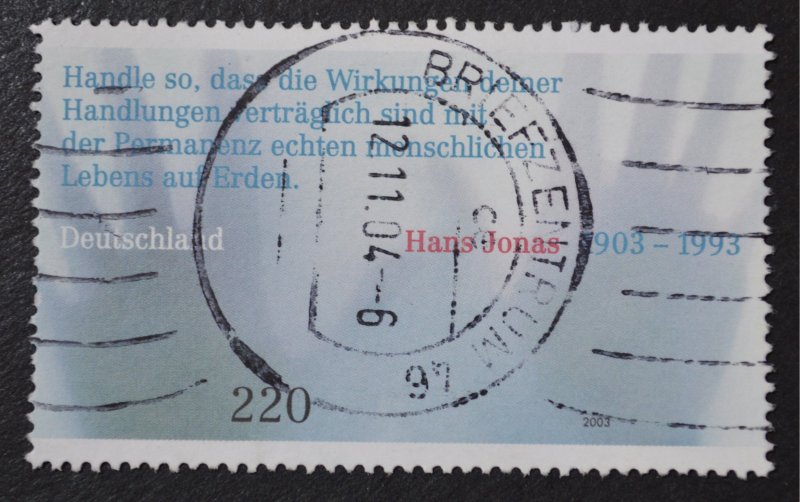 Handle so, dass die Wirkungen deiner
Handlungen verträglich sind mit
der Permanenz echten menschlichen
Lebens auf Erden.
Deutschland
Hans Jonas 1903 – 1993
220
2003
BRIEFZENTRUM
97
12.11.04--6